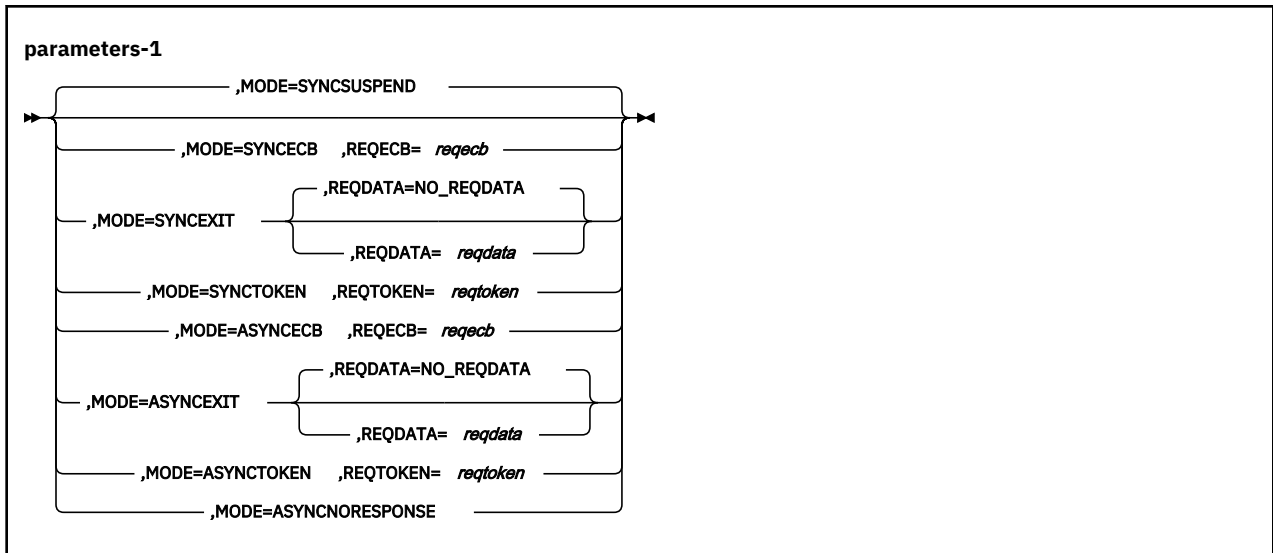 parameters-1
,MODE=SYNCSUSPEND
,MODE=SYNCECB ,REQECB= reqecb
,REQDATA=NO_REQDATA
,MODE=SYNCEXIT
,REQDATA= reqdata
,MODE=SYNCTOKEN ,REQTOKEN= reqtoken
,MODE=ASYNCECB ,REQECB= reqecb
,REQDATA=NO_REQDATA
,MODE=ASYNCEXIT
,REQDATA= reqdata
,MODE=ASYNCTOKEN ,REQTOKEN= reqtoken
,MODE=ASYNCNORESPONSE